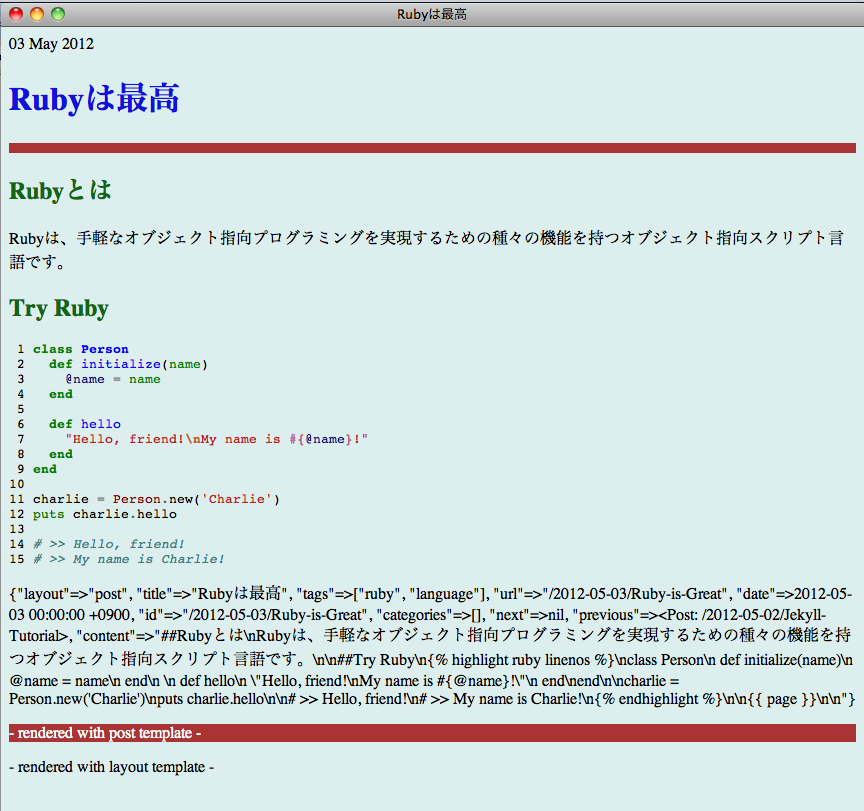 Rubyは最高
03 May 2012
Rubyは最高
Rubyとは
Rubyは、手軽なオブジェクト指向プログラミングを実現するための種々の機能を持つオブジェクト指向スクリプト言
語です。
Try Ruby
1 class Person
2   def initialize(name)
3     @name = name
4   end
5
6   def hello
7     "Hello, friend!\nMy name is #{@name}!"
8   end
9 end
10
11 charlie = Person.new('Charlie')
12 puts charlie.hello
13
14 # >> Hello, friend!
15 # >> My name is Charlie!
{"layout"=>"post", "title"=>"Rubyは最高", "tags"=>["ruby", "language"], "url"=>"/2012-05-03/Ruby-is-Great", "date"=>2012-05-
03 00:00:00 +0900, "id"=>"/2012-05-03/Ruby-is-Great", "categories"=>[], "next"=>nil, "previous"=><Post: /2012-05-02/Jekyll-
Tutorial>, "content"=>"##Rubyとは\nRubyは、手軽なオブジェクト指向プログラミングを実現するための種々の機能を持
つオブジェクト指向スクリプト言語です。\n\n##Try Ruby\n{% highlight ruby linenos %}\nclass Person\n def initialize(name)\n
@name = name\n end\n \n def hello\n \"Hello, friend!\nMy name is #{@name}!\"\n end\nend\n\ncharlie =
Person.new('Charlie')\nputs charlie.hello\n\n# >> Hello, friend!\n# >> My name is Charlie!\n{% endhighlight %}\n\n{{ page }}\n\n"}
- rendered with post template -
- rendered with layout template -